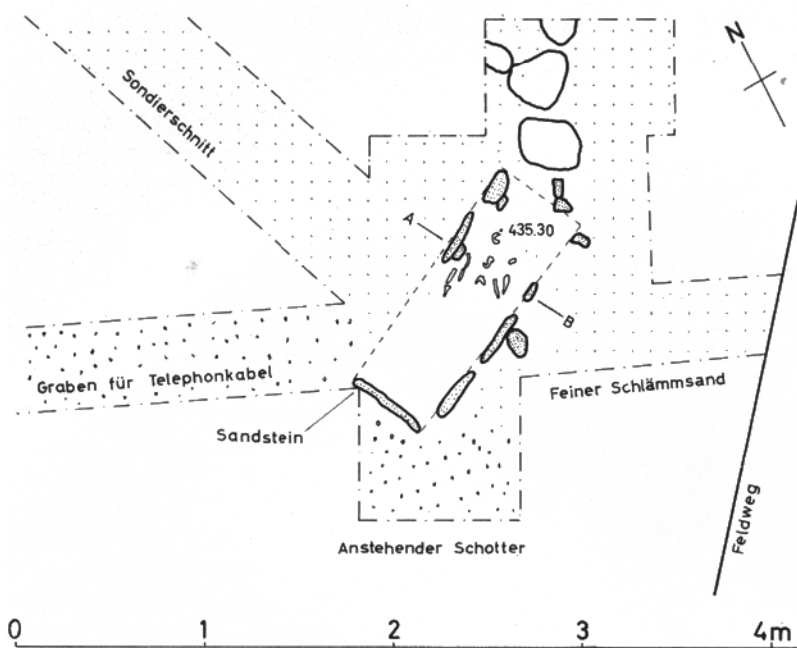 N
Sondierschnitt
A
435.30
B
Graben für Telephonkabel
Feiner Schlämmsand
Sandstein
Feldweg
Anstehender Schotter
0 1 2 3 4m